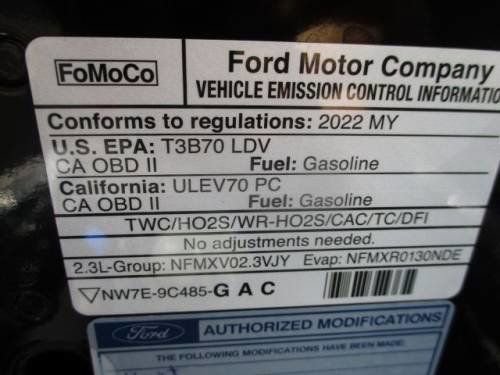 FoMoCo
Ford Motor Company
VEHICLE EMISSION CONTROL INFORMATION
Conforms to regulations: 2022 MY
U.S. EPA: T3B70 LDV
CA OBD II Fuel: Gasoline
California: ULEV70 PC
CA OBD II Fuel: Gasoline
TWC/HO2S/WR-HO2S/CAC/TC/DFI
No adjustments needed.
2.3L-Group: NFMXV02.3VJY Evap: NFMXR0130NDE
NW7E-9C485-G A C
Ford AUTHORIZED MODIFICATIONS
THE FOLLOWING MODIFICATIONS HAVE BEEN MADE: